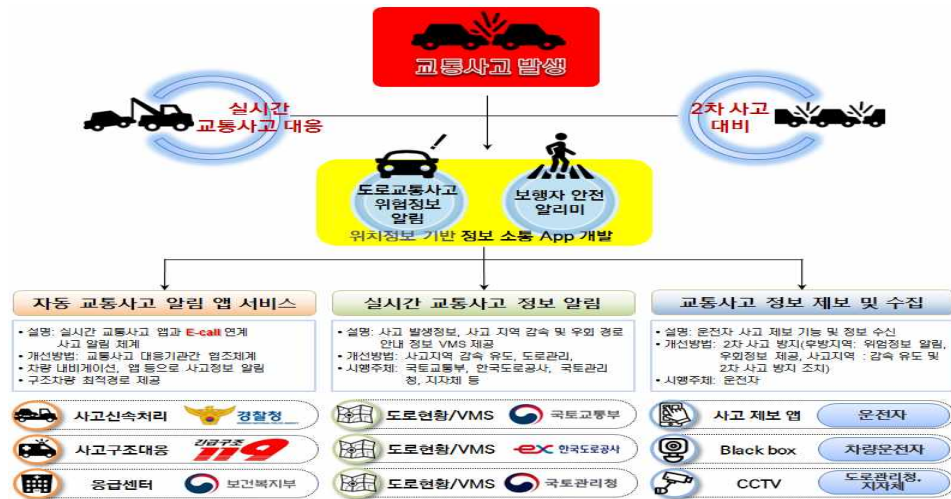 교통사고 발생
실시간
교통사고 대응
2차 사고
대비
도로교통사고
위험정보
알림
보행자 안전
알리미
위치정보 기반 정보 소통 App 개발
자동 교통사고 알림 앱 서비스
• 설명: 실시간 교통사고 앱과 E-call 연계
사고 알림 체계
• 개선방법: 교통사고 대응기관간 협조체계
• 차량 내비게이션, 앱 등으로 사고정보 알림
• 구조차량 최적경로 제공
사고신속처리 경찰청
사고구조대응 긴급구조 119
응급센터 보건복지부
실시간 교통사고 정보 알림
• 설명: 사고 발생정보, 사고 지역 감속 및 우회 경로
안내 정보 VMS 제공
• 개선방법: 사고지역 감속 유도, 도로관리,
• 시행주체: 국토교통부, 한국도로공사, 국토관리
청, 지자체 등
도로현황/VMS 국토교통부
도로현황/VMS ex 한국도로공사
도로현황/VMS 국토관리청
교통사고 정보 제보 및 수집
• 설명: 운전자 사고 제보 기능 및 정보 수신
• 개선방법: 2차 사고 방지(후방지역: 위험정보 알림,
우회정보 제공, 사고지역 : 감속 유도 및
2차 사고 방지 조치)
• 시행주체: 운전자
사고 제보 앱 운전자
Black box 차량운전자
CCTV 도로관리청,
지자체